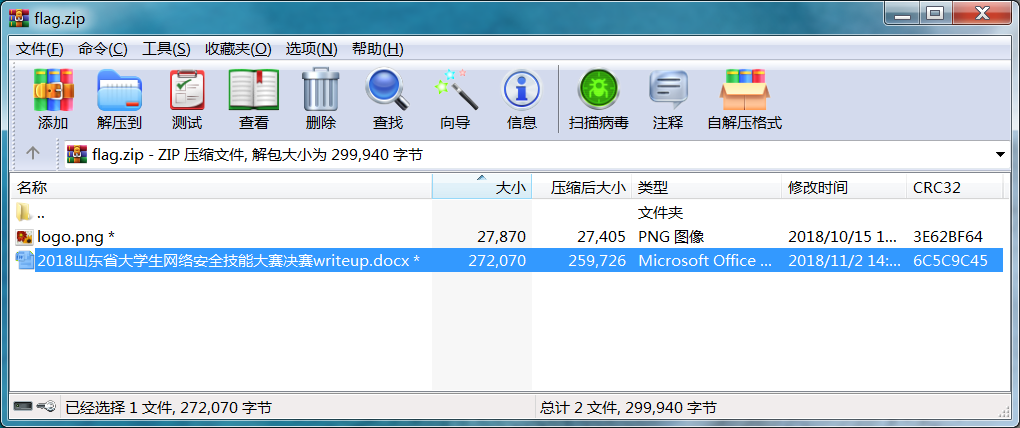 flag.zip
文件(F) 命令(C) 工具(S) 收藏夹(O) 选项(N) 帮助(H)
添加 解压到 测试 查看 删除 查找 向导 信息 扫描病毒 注释 自解压格式
flag.zip - ZIP 压缩文件, 解包大小为 299,940 字节
名称 大小 压缩后大小 类型 修改时间 CRC32
.. 文件夹
logo.png * 27,870 27,405 PNG 图像 2018/10/15 1... 3E62BF64
2018山东省大学生网络安全技能大赛决赛writeup.docx * 272,070 259,726 Microsoft Office ... 2018/11/2 14:... 6C5C9C45
已经选择 1 文件, 272,070 字节 总计 2 文件, 299,940 字节